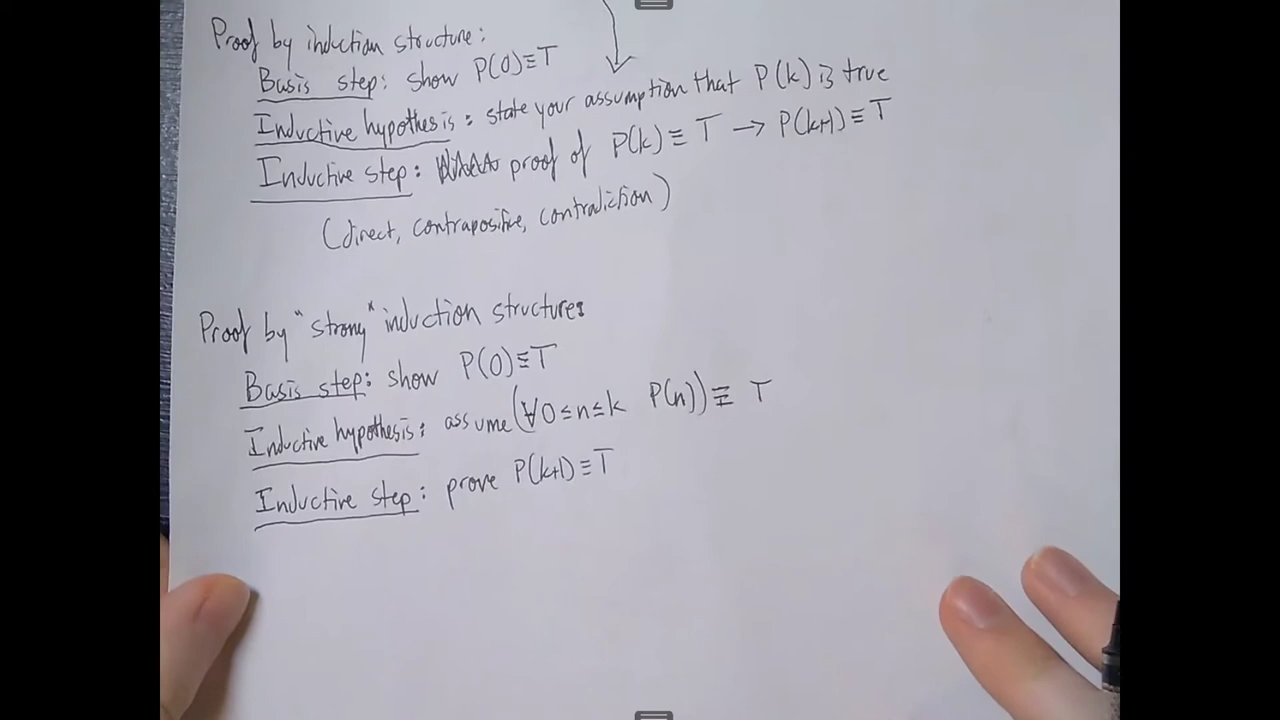 Proof by induction structure:
Basis step: show P(0)≡T
Inductive hypothesis: state your assumption that P(k) is true
Inductive step: proof of P(k)≡T → P(k+1)≡T
(direct, contrapositive, contradiction)
Proof by "strong" induction structure:
Basis step: show P(0)≡T
Inductive hypothesis: assume (∀0≤n≤k P(n))≡T
Inductive step: prove P(k+1)≡T